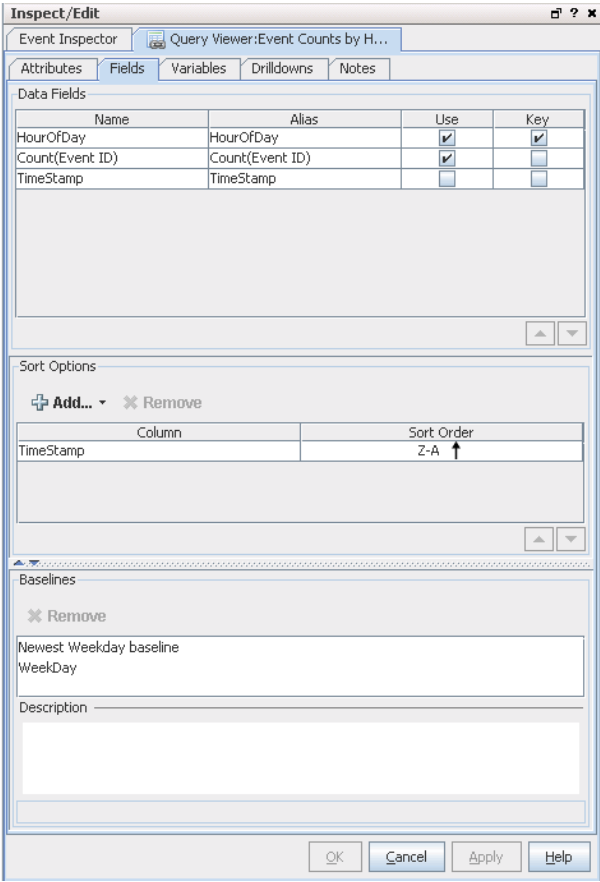 Inspect/Edit ?
Event Inspector Query Viewer:Event Counts by H...
Attributes Fields Variables Drilldowns Notes
Data Fields
Name Alias Use Key
HourOfDay HourOfDay
Count(Event ID) Count(Event ID)
TimeStamp TimeStamp
Sort Options
Add... Remove
Column Sort Order
TimeStamp Z-A
Baselines
Remove
Newest Weekday baseline
WeekDay
Description
OK Cancel Apply Help